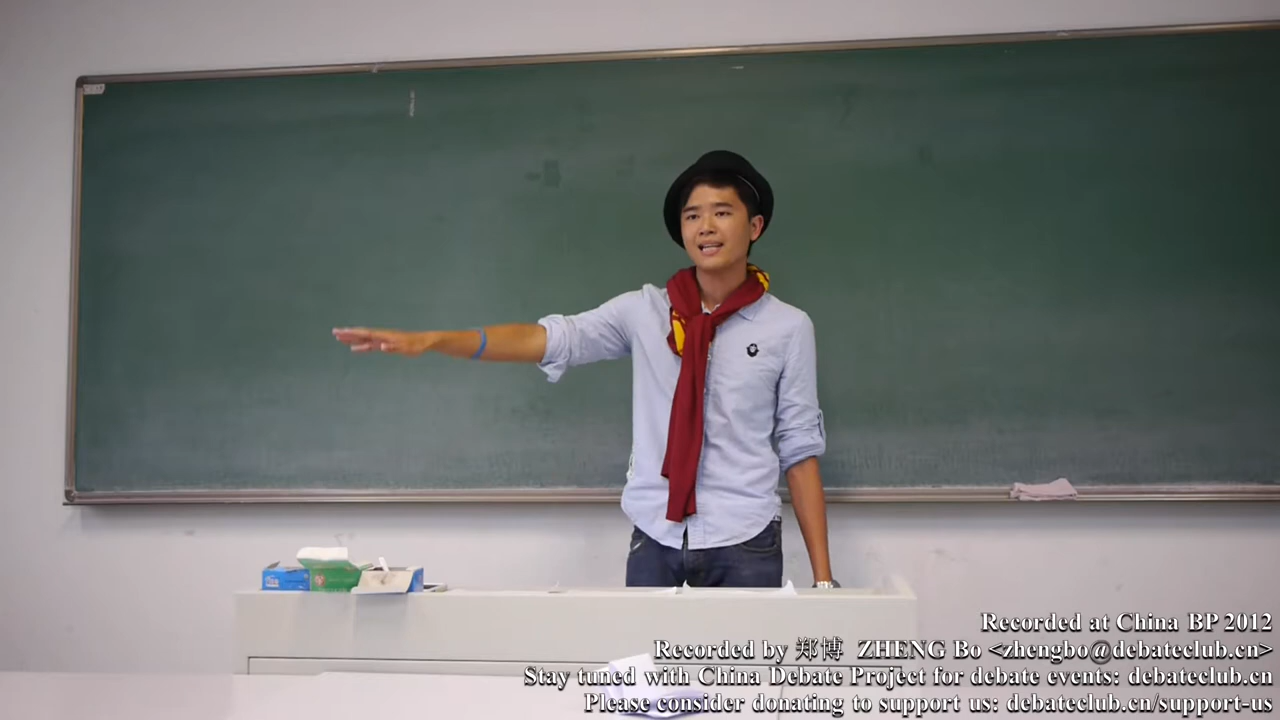 Recorded at China BP 2012
Recorded by 郑博 ZHENG Bo <zhengbo@debateclub.cn>
Stay tuned with China Debate Project for debate events: debateclub.cn
Please consider donating to support us: debateclub.cn/support-us